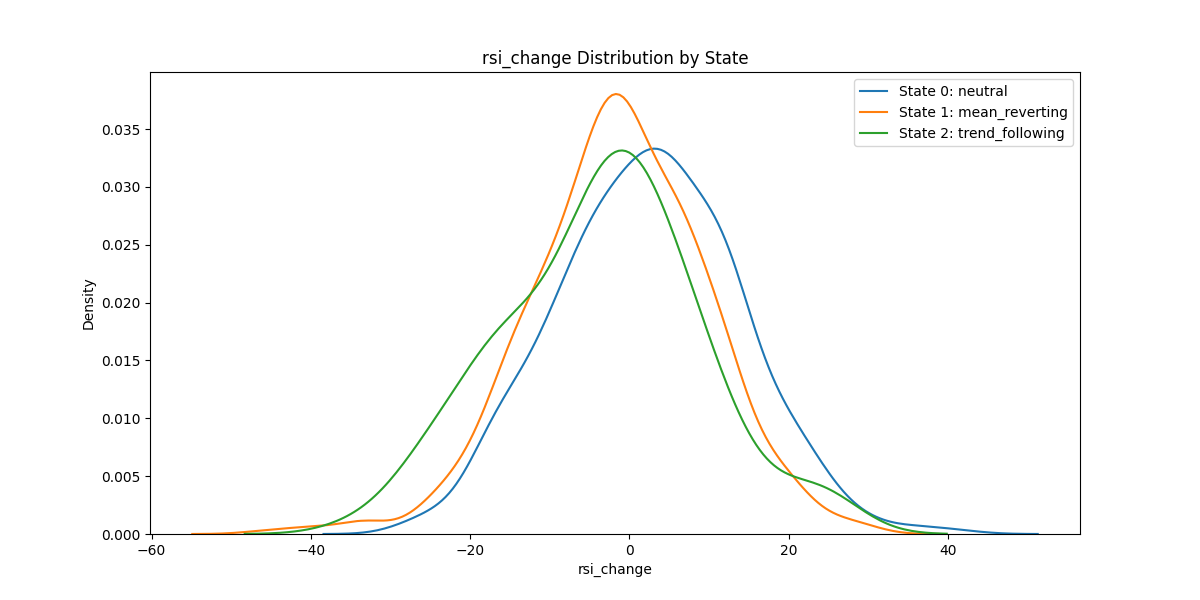 rsi_change Distribution by State
State 0: neutral
State 1: mean_reverting
State 2: trend_following
Density
0.035
0.030
0.025
0.020
0.015
0.010
0.005
0.000
−60
−40
−20
0
20
40
rsi_change